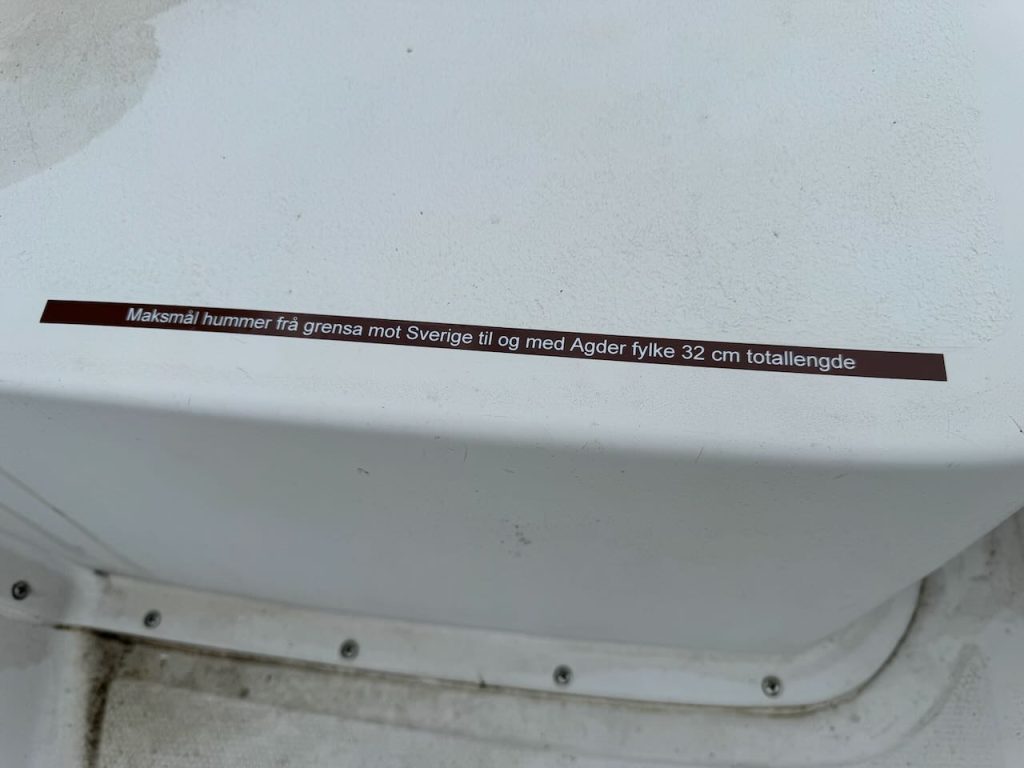 Maksmål hummer frå grensa mot Sverige til og med Agder fylke 32 cm totallengde